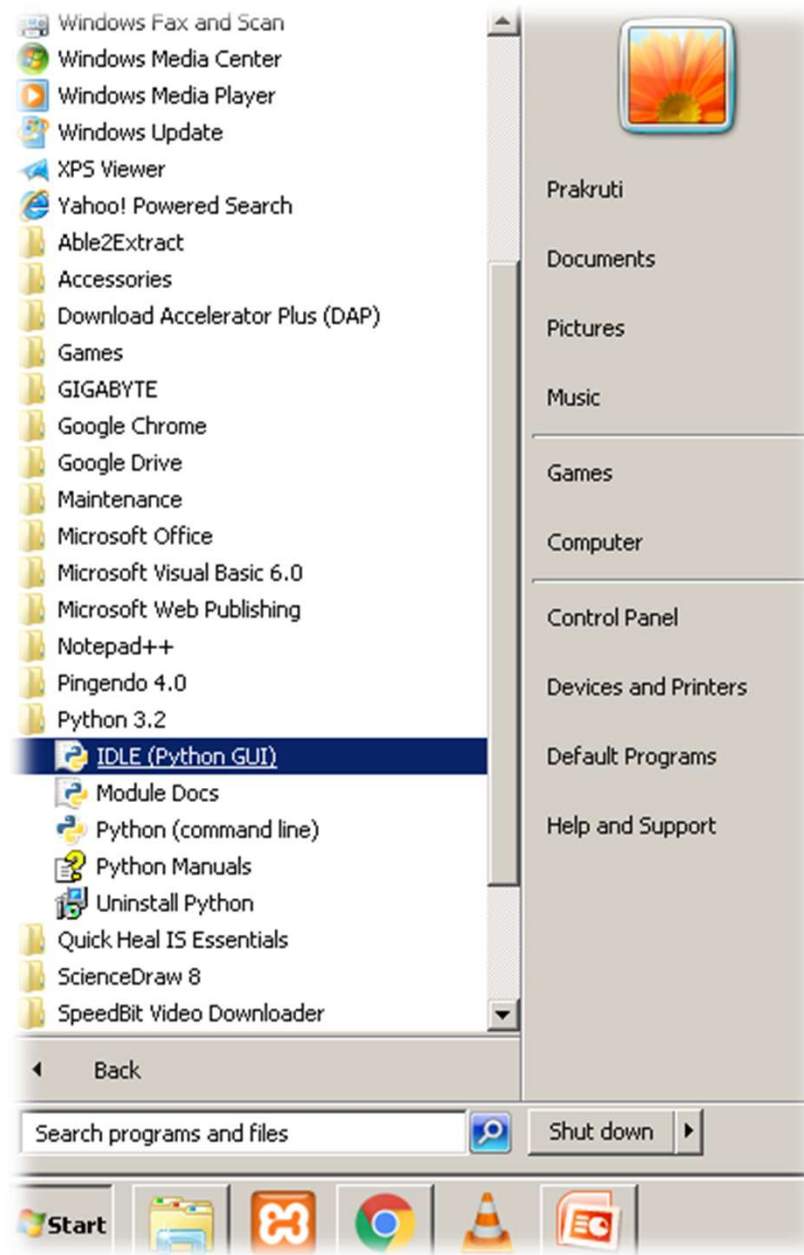 Windows Fax and Scan
Windows Media Center
Windows Media Player
Windows Update
XPS Viewer
Yahoo! Powered Search
Able2Extract
Accessories
Download Accelerator Plus (DAP)
Games
GIGABYTE
Google Chrome
Google Drive
Maintenance
Microsoft Office
Microsoft Visual Basic 6.0
Microsoft Web Publishing
Notepad++
Pingendo 4.0
Python 3.2
IDLE (Python GUI)
Module Docs
Python (command line)
Python Manuals
Uninstall Python
Quick Heal IS Essentials
ScienceDraw 8
SpeedBit Video Downloader
Back
Search programs and files
Prakruti
Documents
Pictures
Music
Games
Computer
Control Panel
Devices and Printers
Default Programs
Help and Support
Shut down
Start